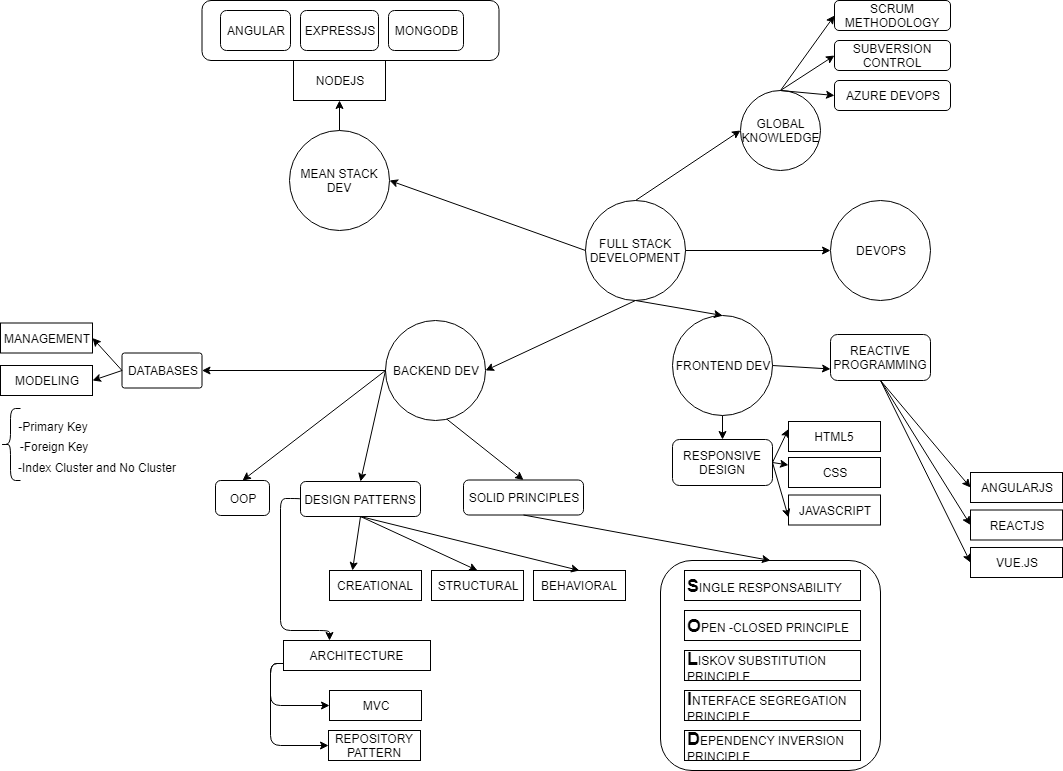 SCRUM
METHODOLOGY
ANGULAR
EXPRESSJS
MONGODB
SUBVERSION
CONTROL
NODEJS
AZURE DEVOPS
GLOBAL
KNOWLEDGE
MEAN STACK
DEV
FULL STACK
DEVELOPMENT
DEVOPS
MANAGEMENT
DATABASES
MODELING
BACKEND DEV
FRONTEND DEV
REACTIVE
PROGRAMMING
-Primary Key
-Foreign Key
-Index Cluster and No Cluster
HTML5
RESPONSIVE
DESIGN
CSS
JAVASCRIPT
OOP
DESIGN PATTERNS
SOLID PRINCIPLES
ANGULARJS
REACTJS
VUE.JS
CREATIONAL
STRUCTURAL
BEHAVIORAL
SINGLE RESPONSABILITY
OPEN -CLOSED PRINCIPLE
LISKOV SUBSTITUTION
PRINCIPLE
INTERFACE SEGREGATION
PRINCIPLE
DEPENDENCY INVERSION
PRINCIPLE
ARCHITECTURE
MVC
REPOSITORY
PATTERN